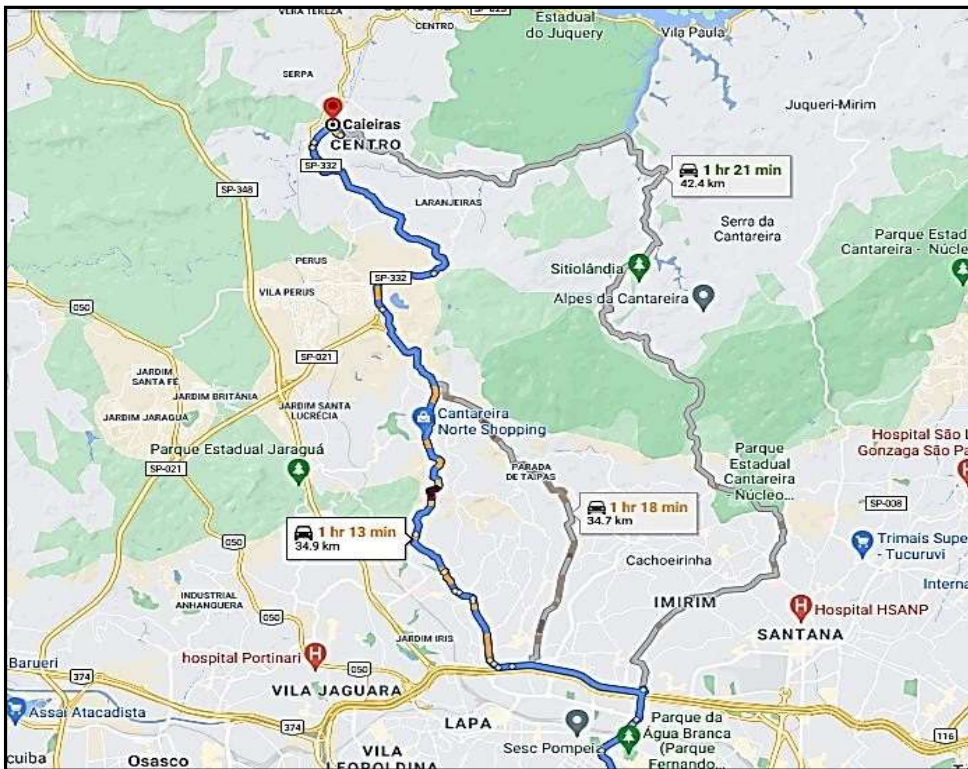 VERA TEREZA
SP-023
CENTRO
Estadual
do Juquery
Vila Paula
SERPA
Juqueri-Mirim
Caieiras
CENTRO
SP-332
1 hr 21 min
42.4 km
SP-348
LARANJEIRAS
Serra da
Cantareira
Parque Estad
Cantareira - Núcle
PERUS
SP-332
Sitiolândia
VILA PERUS
Alpes da Cantareira
050
SP-021
JARDIM
SANTA FÉ
JARDIM BRITÂNIA
JARDIM JARAGUÁ
JARDIM SANTA
LUCRÉCIA
Cantareira
Norte Shopping
Hospital São L
Gonzaga São Pa
Parque Estadual Jaraguá
SP-021
PARADA
DE TAIPAS
Parque
Estadual
Cantareira
- Núcleo...
SP-008
1 hr 18 min
34.7 km
1 hr 13 min
34.9 km
050
Trimais Supe
- Tucuruvi
Cachoeirinha
Interna
INDUSTRIAL
ANHANGUERA
050
IMIRIM
Hospital HSANP
SANTANA
JARDIM IRIS
hospital Portinari
Barueri
374
050
VILA JAGUARA
Assaí Atacadista
374
LAPA
Parque da
Água Branca
(Parque
Fernando...
Sesc Pompeia
116
cuiba
Osasco
VILA
LEOPOLDINA